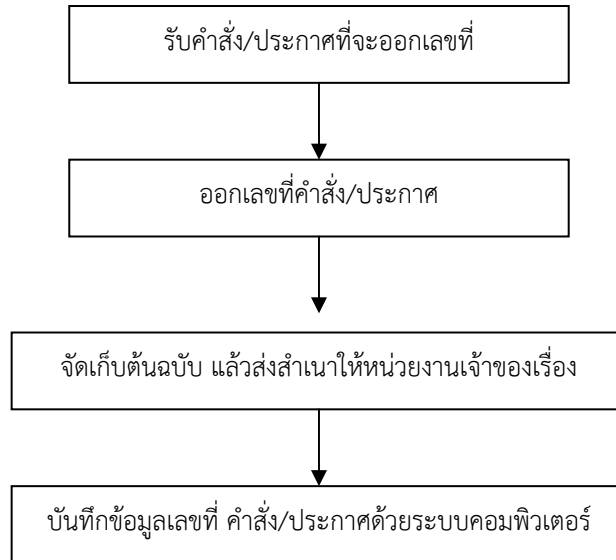 รับคำสั่ง/ประกาศที่จะออกเลขที่
ออกเลขที่คำสั่ง/ประกาศ
จัดเก็บต้นฉบับ แล้วส่งสำเนาให้หน่วยงานเจ้าของเรื่อง
บันทึกข้อมูลเลขที่ คำสั่ง/ประกาศด้วยระบบคอมพิวเตอร์